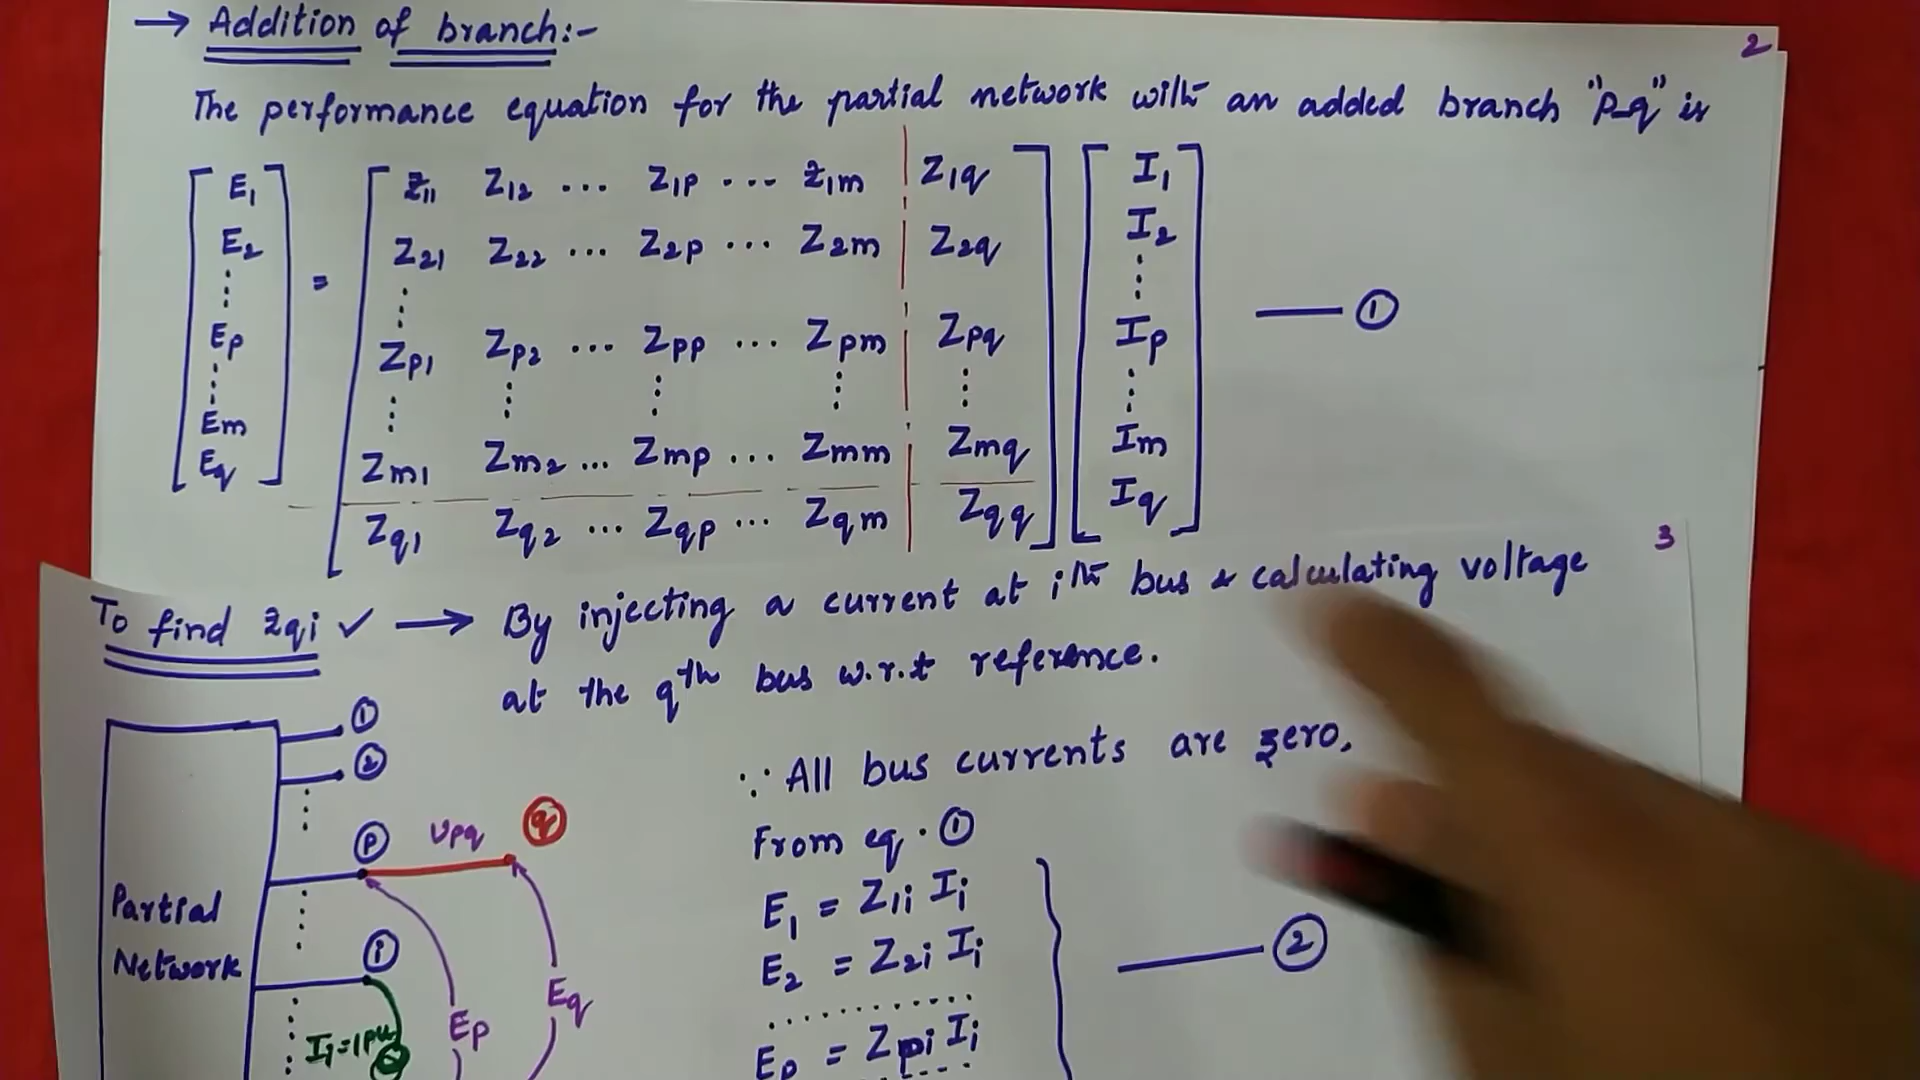 → Addition of branch:-
2
The performance equation for the partial network with an added branch "p-q" is
[E1 E2 ⋮ Ep ⋮ Em Eq] = [
Z11 Z12 ... Z1p ... Z1m Z1q
Z21 Z22 ... Z2p ... Z2m Z2q
⋮
Zp1 Zp2 ... Zpp ... Zpm Zpq
⋮ ⋮ ⋮ ⋮ ⋮
Zm1 Zm2 ... Zmp ... Zmm Zmq
Zq1 Zq2 ... Zqp ... Zqm Zqq
] [I1 I2 ⋮ Ip ⋮ Im Iq] — ①
3
To find Zqi ✓ → By injecting a current at ith bus & calculating voltage
at the qth bus w.r.t reference.
①
②
ⓟ
Vpq
ⓠ
Partial
Network
ⓘ
Ii=1pu
Ep
Eq
∵ All bus currents are zero,
From eq. ①
E1 = Z1i Ii
E2 = Z2i Ii
..........
Ep = Zpi Ii
— ②